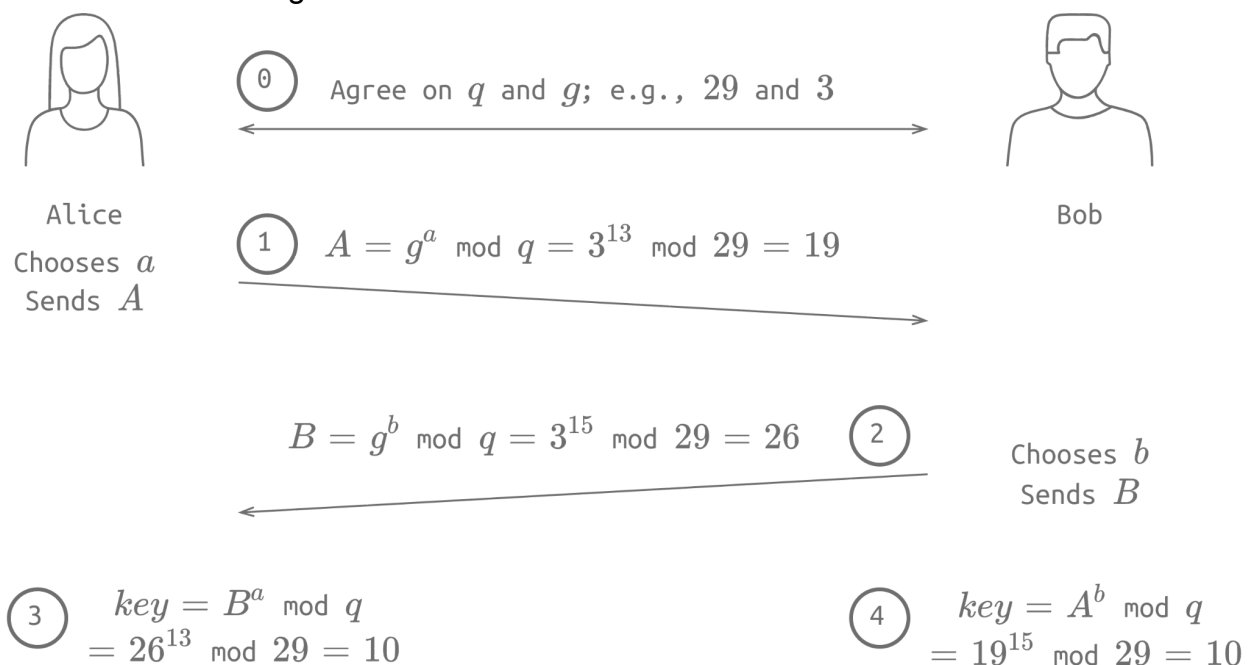 g
0 Agree on q and g; e.g., 29 and 3
Alice
Bob
Chooses a
Sends A
1 A = g^a mod q = 3^13 mod 29 = 19
B = g^b mod q = 3^15 mod 29 = 26 2
Chooses b
Sends B
3 key = B^a mod q
= 26^13 mod 29 = 10
4 key = A^b mod q
= 19^15 mod 29 = 10